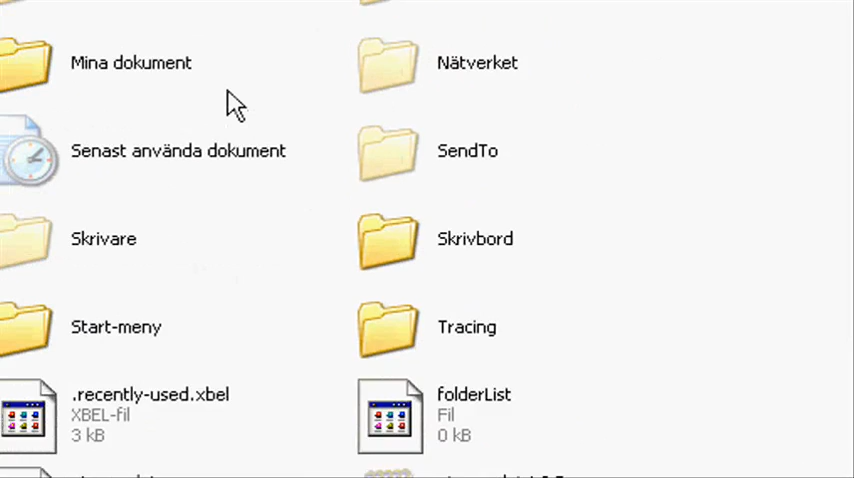 Mina dokument
Nätverket
Senast använda dokument
SendTo
Skrivare
Skrivbord
Start-meny
Tracing
.recently-used.xbel
XBEL-fil
3 kB
folderList
Fil
0 kB